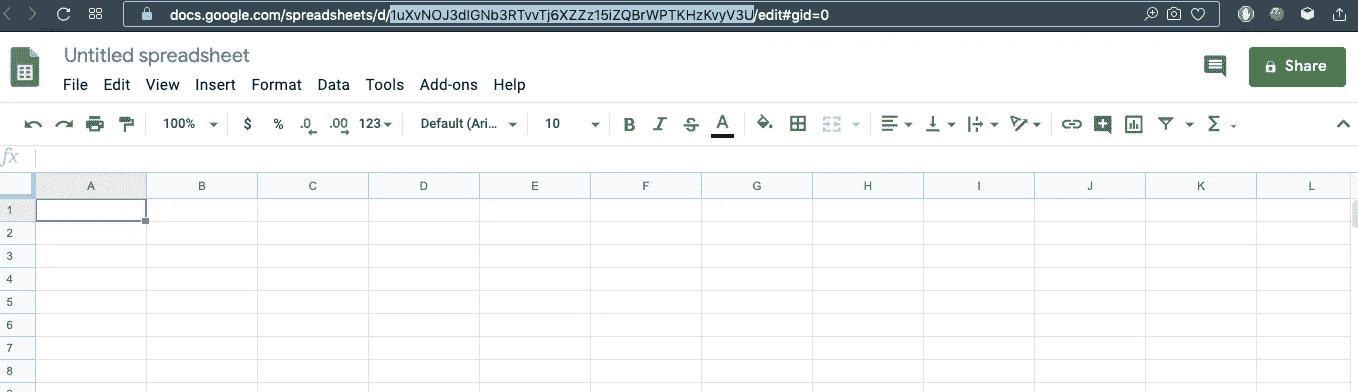 docs.google.com/spreadsheets/d/1uXvNOJ3dlGNb3RTvvTj6XZZz15iZQBrWPTKHzKvyV3U/edit#gid=0
Untitled spreadsheet
File Edit View Insert Format Data Tools Add-ons Help
Share
100% $ % .0 .00 123 Default (Ari... 10 B I S A Σ
fx
A B C D E F G H I J K L
1
2
3
4
5
6
7
8